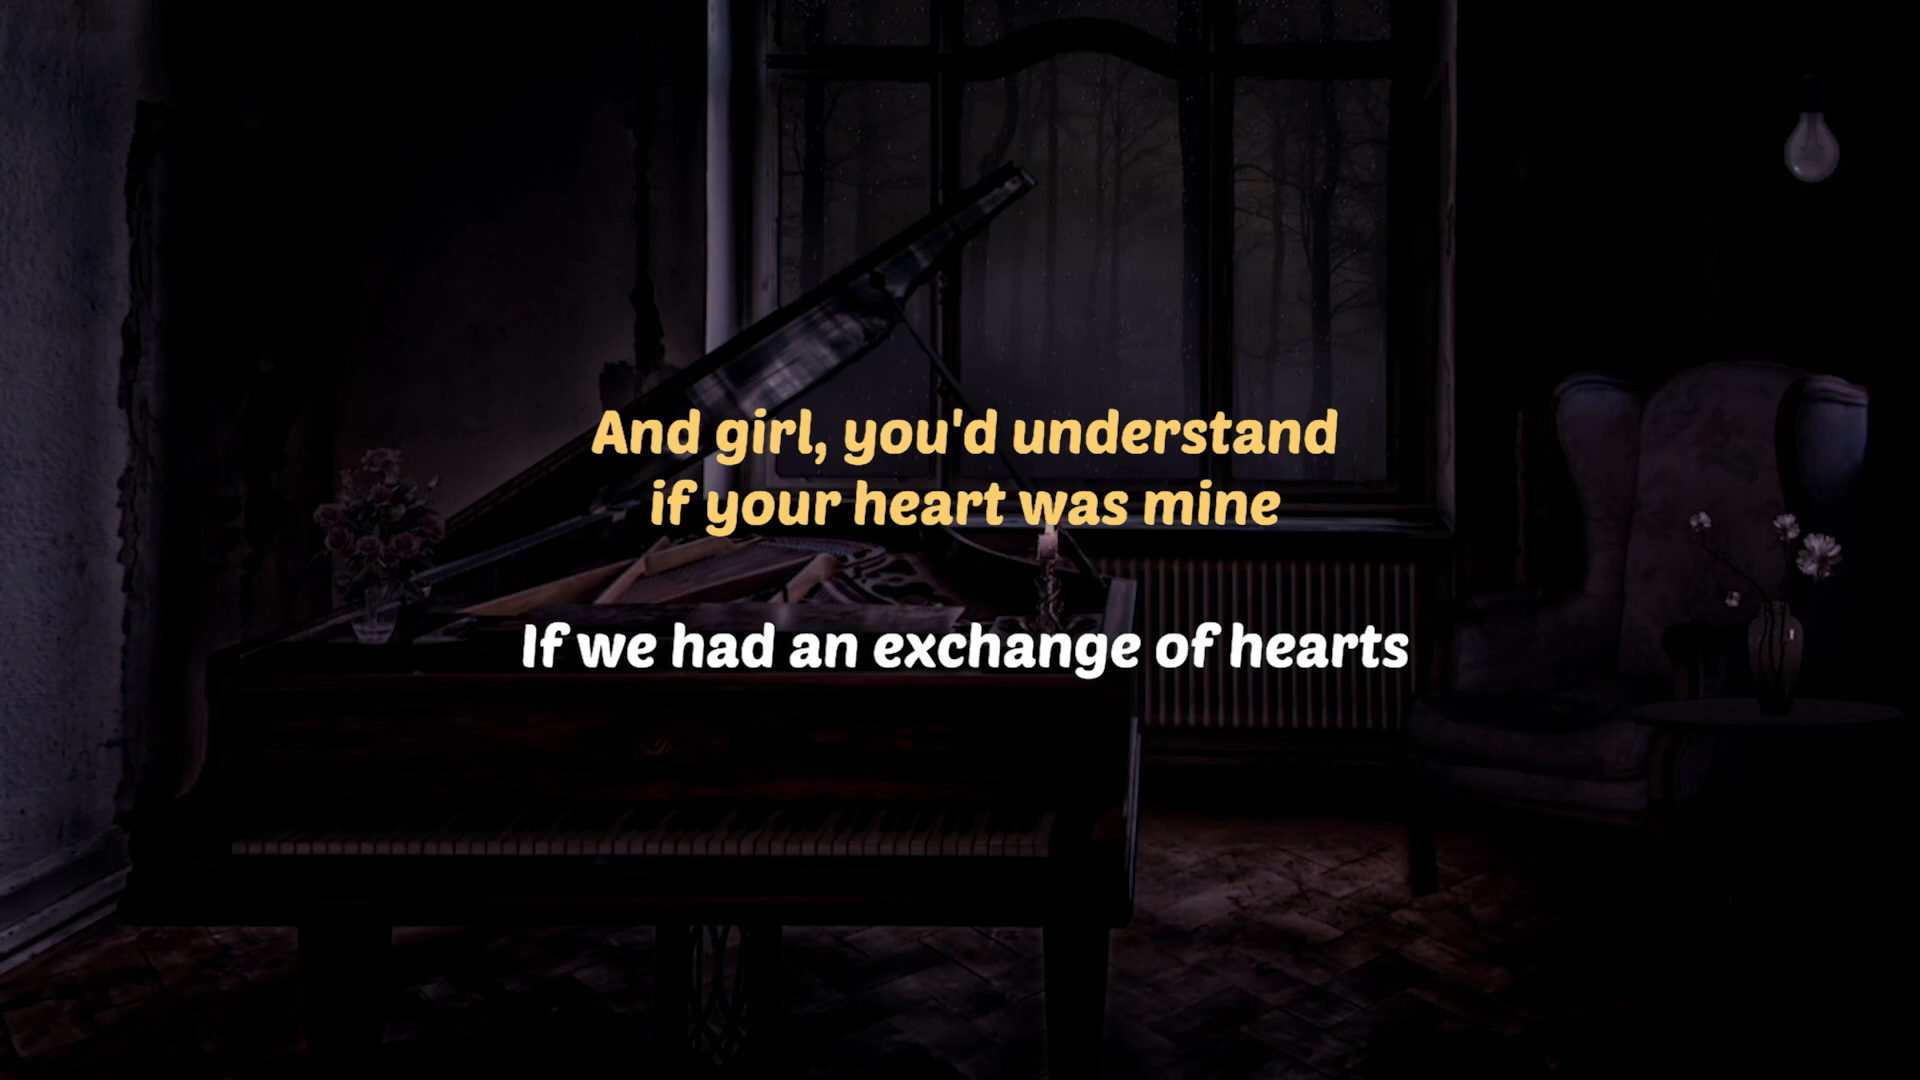 And girl, you'd understand
if your heart was mine
If we had an exchange of hearts